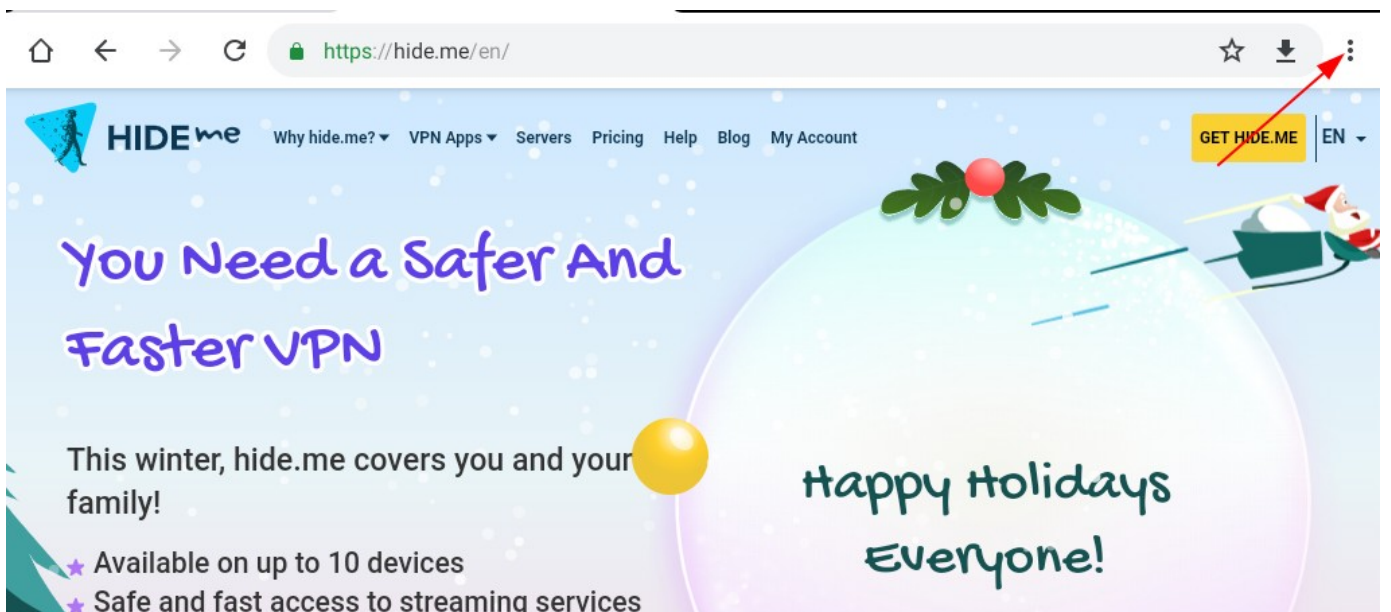 https://hide.me/en/
HIDE me Why hide.me? VPN Apps Servers Pricing Help Blog My Account GET HIDE.ME EN
You Need a Safer And
Faster VPN
This winter, hide.me covers you and your
family!
Available on up to 10 devices
Safe and fast access to streaming services
Happy Holidays
Everyone!